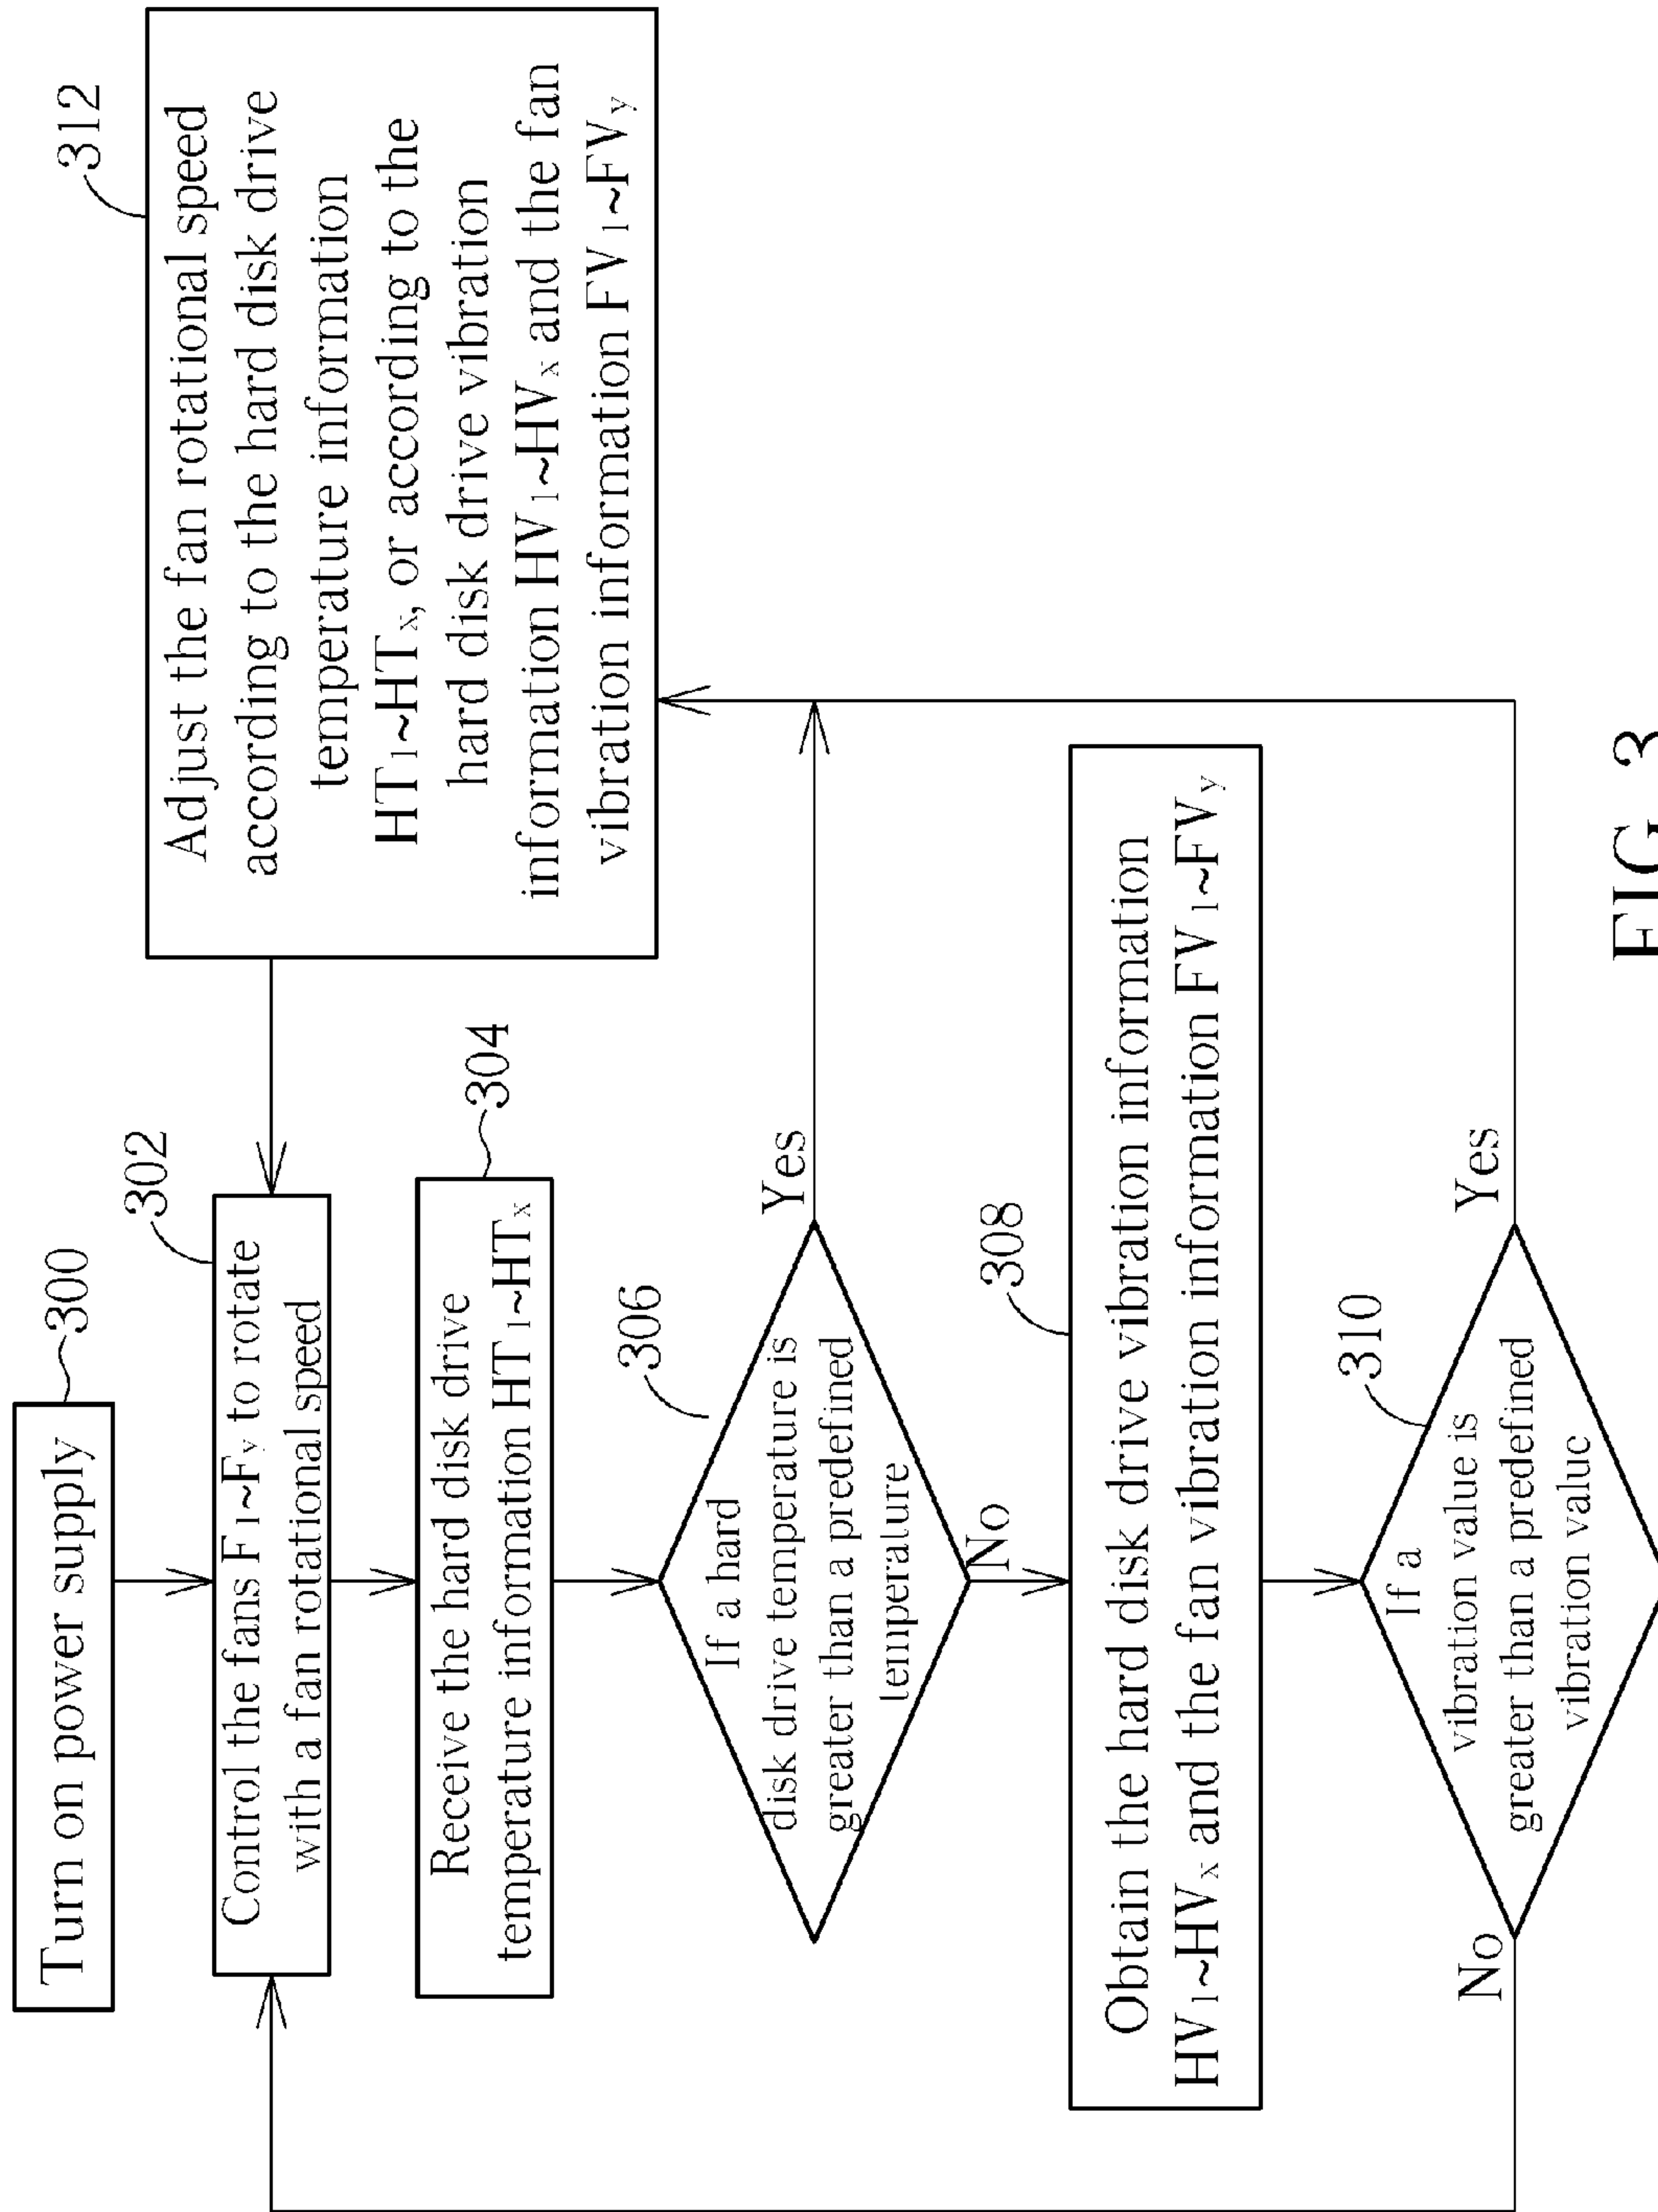 Turn on power supply
300
Control the fans F1~Fy to rotate
with a fan rotational speed
302
Receive the hard disk drive
temperature information HT1~HTx
304
If a hard
disk drive temperature is
greater than a predefined
temperature
306
Yes
No
Obtain the hard disk drive vibration information
HV1~HVx and the fan vibration information FV1~FVy
308
If a
vibration value is
greater than a predefined
vibration value
310
Yes
No
Adjust the fan rotational speed
according to the hard disk drive
temperature information
HT1~HTx, or according to the
hard disk drive vibration
information HV1~HVx and the fan
vibration information FV1~FVy
312
FIG. 3